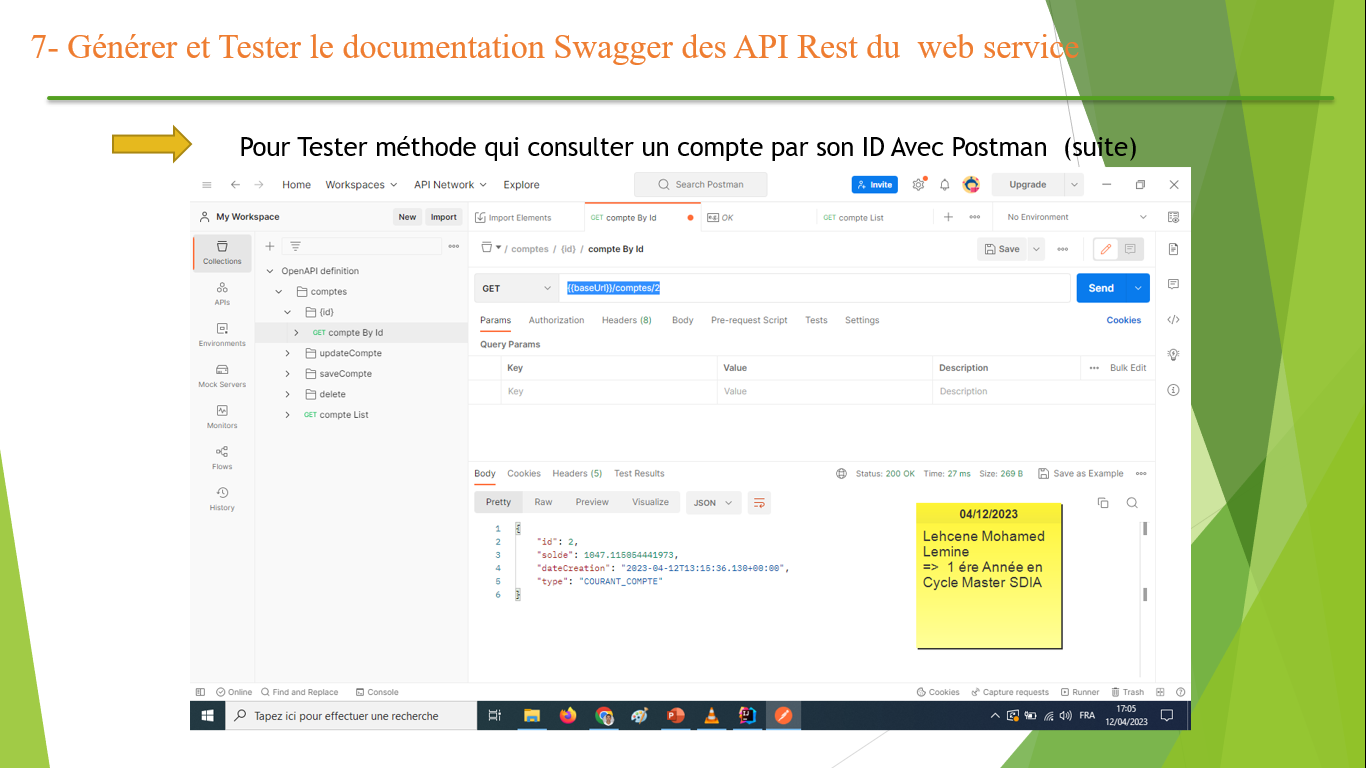 7- Générer et Tester le documentation Swagger des API Rest du  web service
Pour Tester méthode qui consulter un compte par son ID Avec Postman  (suite)
Home Workspaces API Network Explore Search Postman Invite Upgrade
My Workspace New Import Import Elements GET compte By Id OK GET compte List No Environment
Collections
APIs
Environments
Mock Servers
Monitors
Flows
History
OpenAPI definition
comptes
{id}
GET compte By Id
updateCompte
saveCompte
delete
GET compte List
/ comptes / {id} / compte By Id Save
GET {{baseUrl}}/comptes/2 Send
Params Authorization Headers (8) Body Pre-request Script Tests Settings Cookies
Query Params
Key Value Description Bulk Edit
Key Value Description
Body Cookies Headers (5) Test Results Status: 200 OK Time: 27 ms Size: 269 B Save as Example
Pretty Raw Preview Visualize JSON
1 {
2 "id": 2,
3 "solde": 1047.115054441973,
4 "dateCreation": "2023-04-12T13:15:36.130+00:00",
5 "type": "COURANT_COMPTE"
6 }
04/12/2023
Lehcene Mohamed
Lemine
=>  1 ére Année en
Cycle Master SDIA
Online Find and Replace Console Cookies Capture requests Runner Trash
Tapez ici pour effectuer une recherche FRA 17:05
12/04/2023